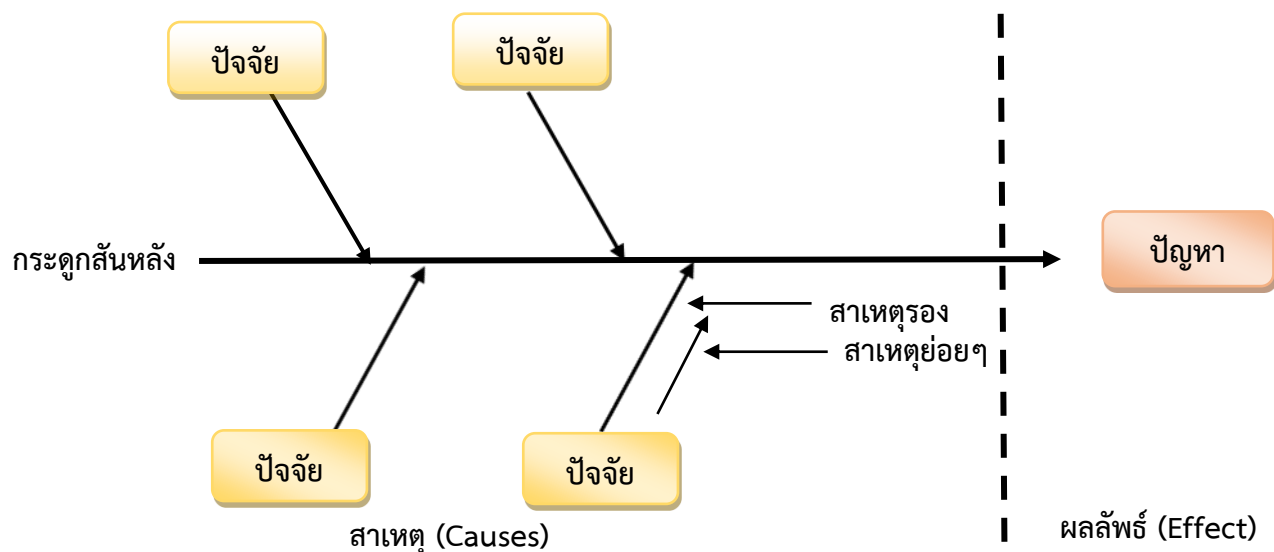 ปัจจัย
ปัจจัย
กระดูกสันหลัง
ปัญหา
สาเหตุรอง
สาเหตุย่อยๆ
ปัจจัย
ปัจจัย
สาเหตุ (Causes)
ผลลัพธ์ (Effect)